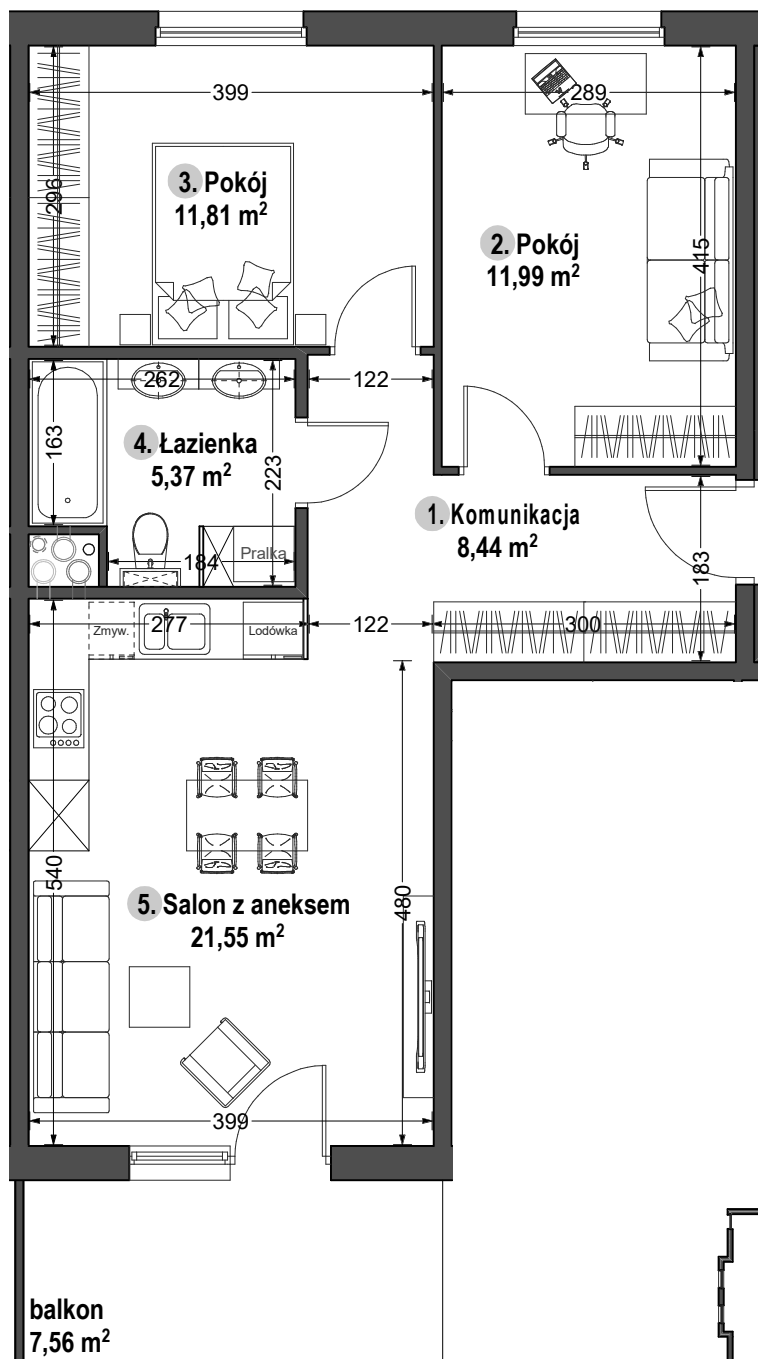 399
289
3. Pokój
11,81 m²
296
2. Pokój
11,99 m²
415
262
122
4. Łazienka
5,37 m²
163
223
1. Komunikacja
8,44 m²
184
Pralka
183
Zmyw.
277
Lodówka
122
300
540
5. Salon z aneksem
21,55 m²
480
399
balkon
7,56 m²